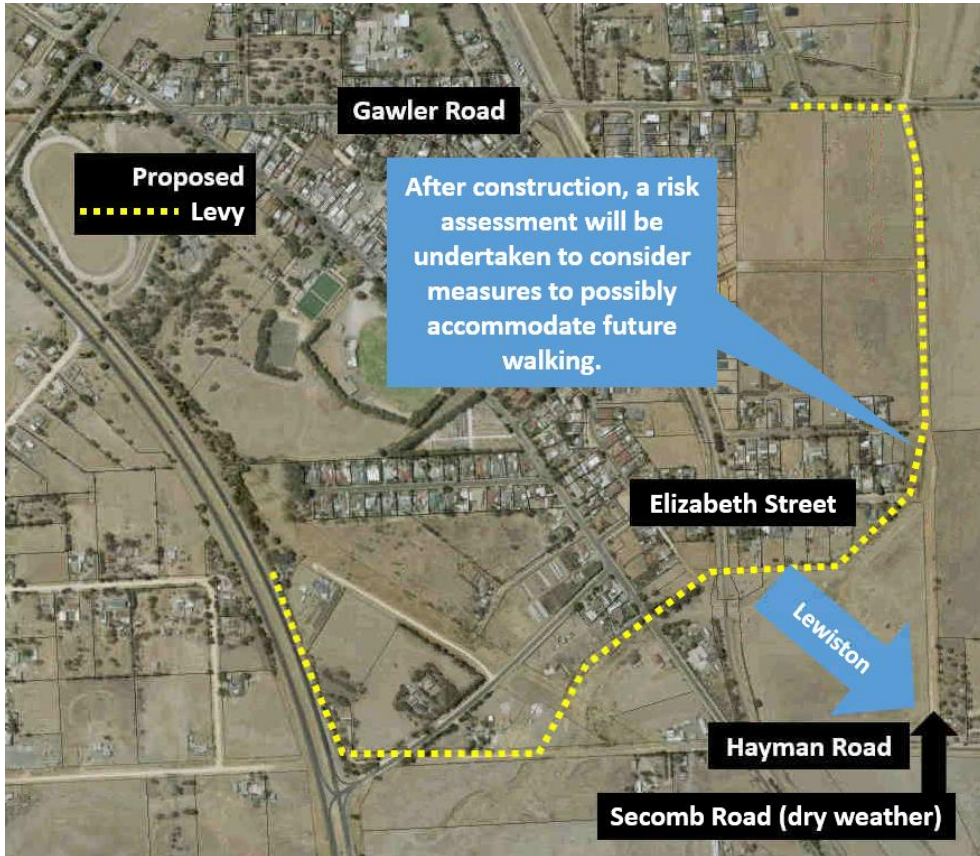 Gawler Road
Proposed
Levy
After construction, a risk
assessment will be
undertaken to consider
measures to possibly
accommodate future
walking.
Elizabeth Street
Lewiston
Hayman Road
Secomb Road (dry weather)